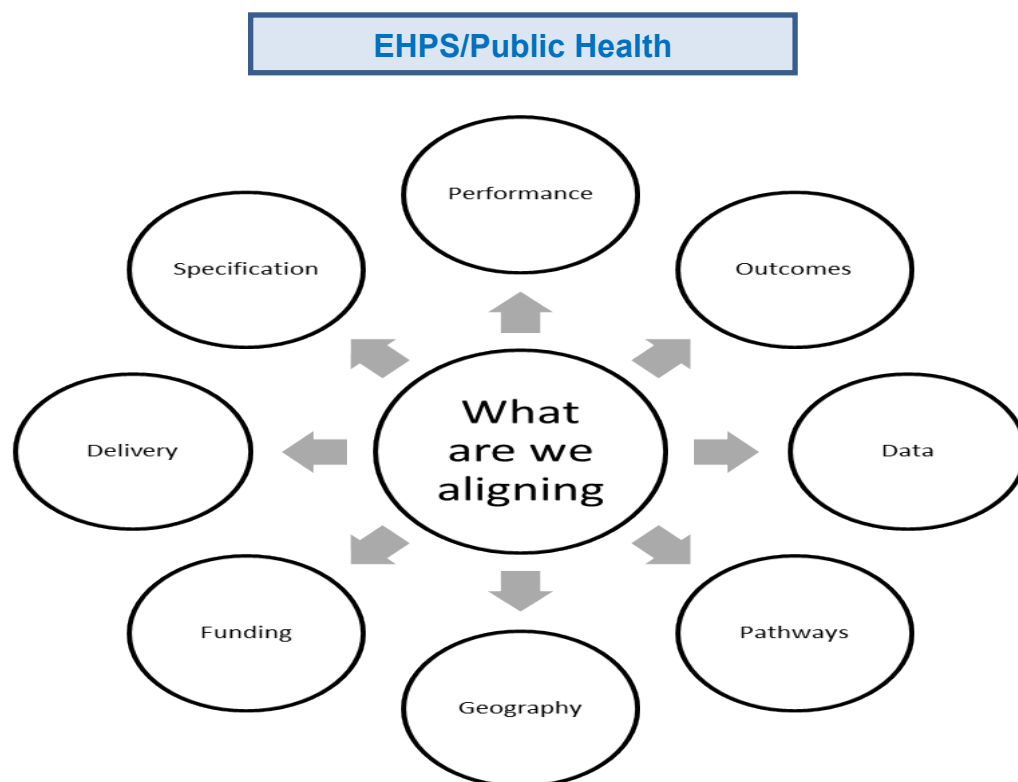 EHPS/Public Health
Performance
Specification
Outcomes
What
are we
aligning
Delivery
Data
Funding
Pathways
Geography